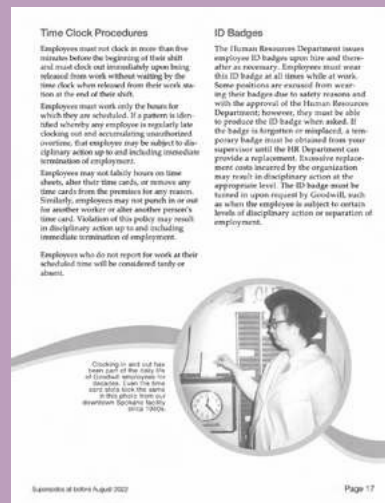 Time Clock Procedures
Employees must not clock in more than five
minutes before the beginning of their shift
and must clock out immediately upon being
released from work without waiting by the
time clock when released from their work sta-
tion at the end of their shift.
Employees must work only the hours for
which they are scheduled. If a pattern is iden-
tified whereby any employee is regularly late
clocking out and accumulating unauthorized
overtime, that employee may be subject to dis-
ciplinary action up to and including immediate
termination of employment.
Employees may not falsify hours on time
sheets, alter their time cards, or remove any
time cards from the premises for any reason.
Similarly, employees may not punch in or out
for another worker or alter another person's
time card. Violation of this policy may result
in disciplinary action up to and including
immediate termination of employment.
Employees who do not report for work at their
scheduled time will be considered tardy or
absent.
ID Badges
The Human Resources Department issues
employee ID badges upon hire and there-
after as necessary. Employees must wear
this ID badge at all times while at work.
Some positions are excused from wear-
ing their badges due to safety reasons and
with the approval of the Human Resources
Department; however, they must be able
to produce the ID badge when asked. If
the badge is forgotten or misplaced, a tem-
porary badge must be obtained from your
supervisor until the HR Department can
provide a replacement. Excessive replace-
ment costs incurred by the organization
may result in disciplinary action at the
appropriate level. The ID badge must be
turned in upon request by Goodwill, such
as when the employee is subject to certain
levels of disciplinary action or separation of
employment.
Clocking in and out has
been part of the daily life
of Goodwill employees for
decades. Even the time
card slots look the same
in this photo from our
downtown Spokane facility
circa 1980s.
Supersedes all before August 2022
Page 17